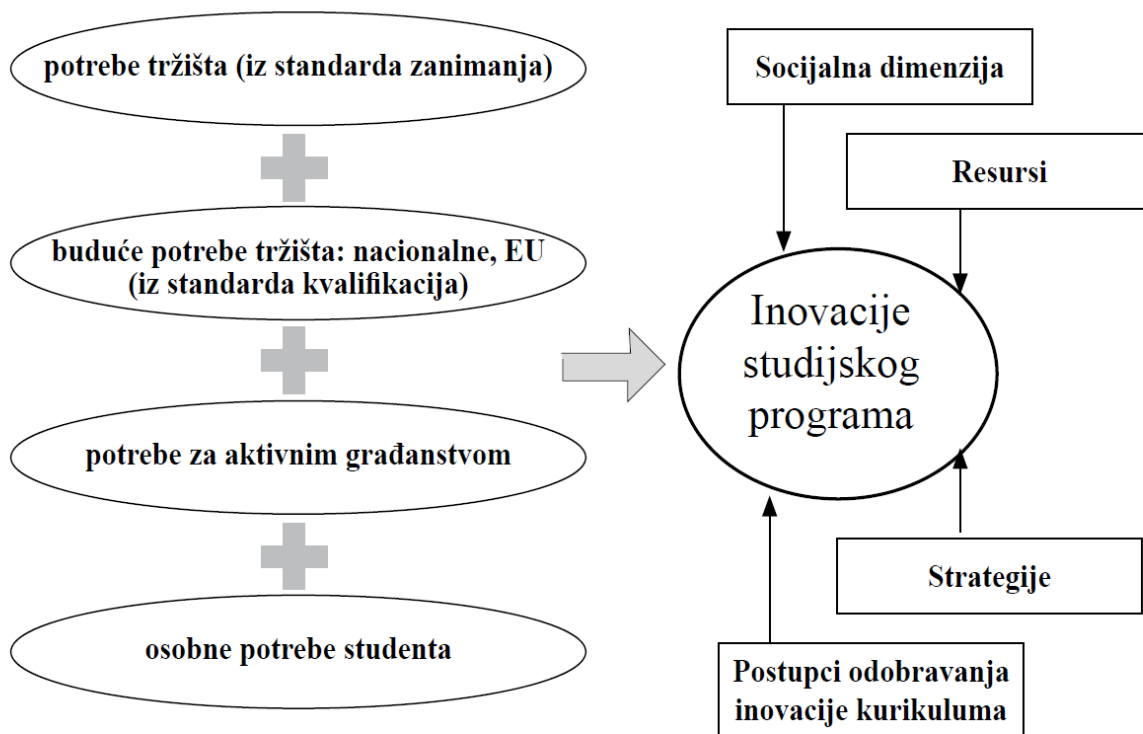 potrebe tržišta (iz standarda zanimanja)
buduće potrebe tržišta: nacionalne, EU
(iz standarda kvalifikacija)
potrebe za aktivnim građanstvom
osobne potrebe studenta
Socijalna dimenzija
Resursi
Inovacije
studijskog
programa
Strategije
Postupci odobravanja
inovacije kurikuluma